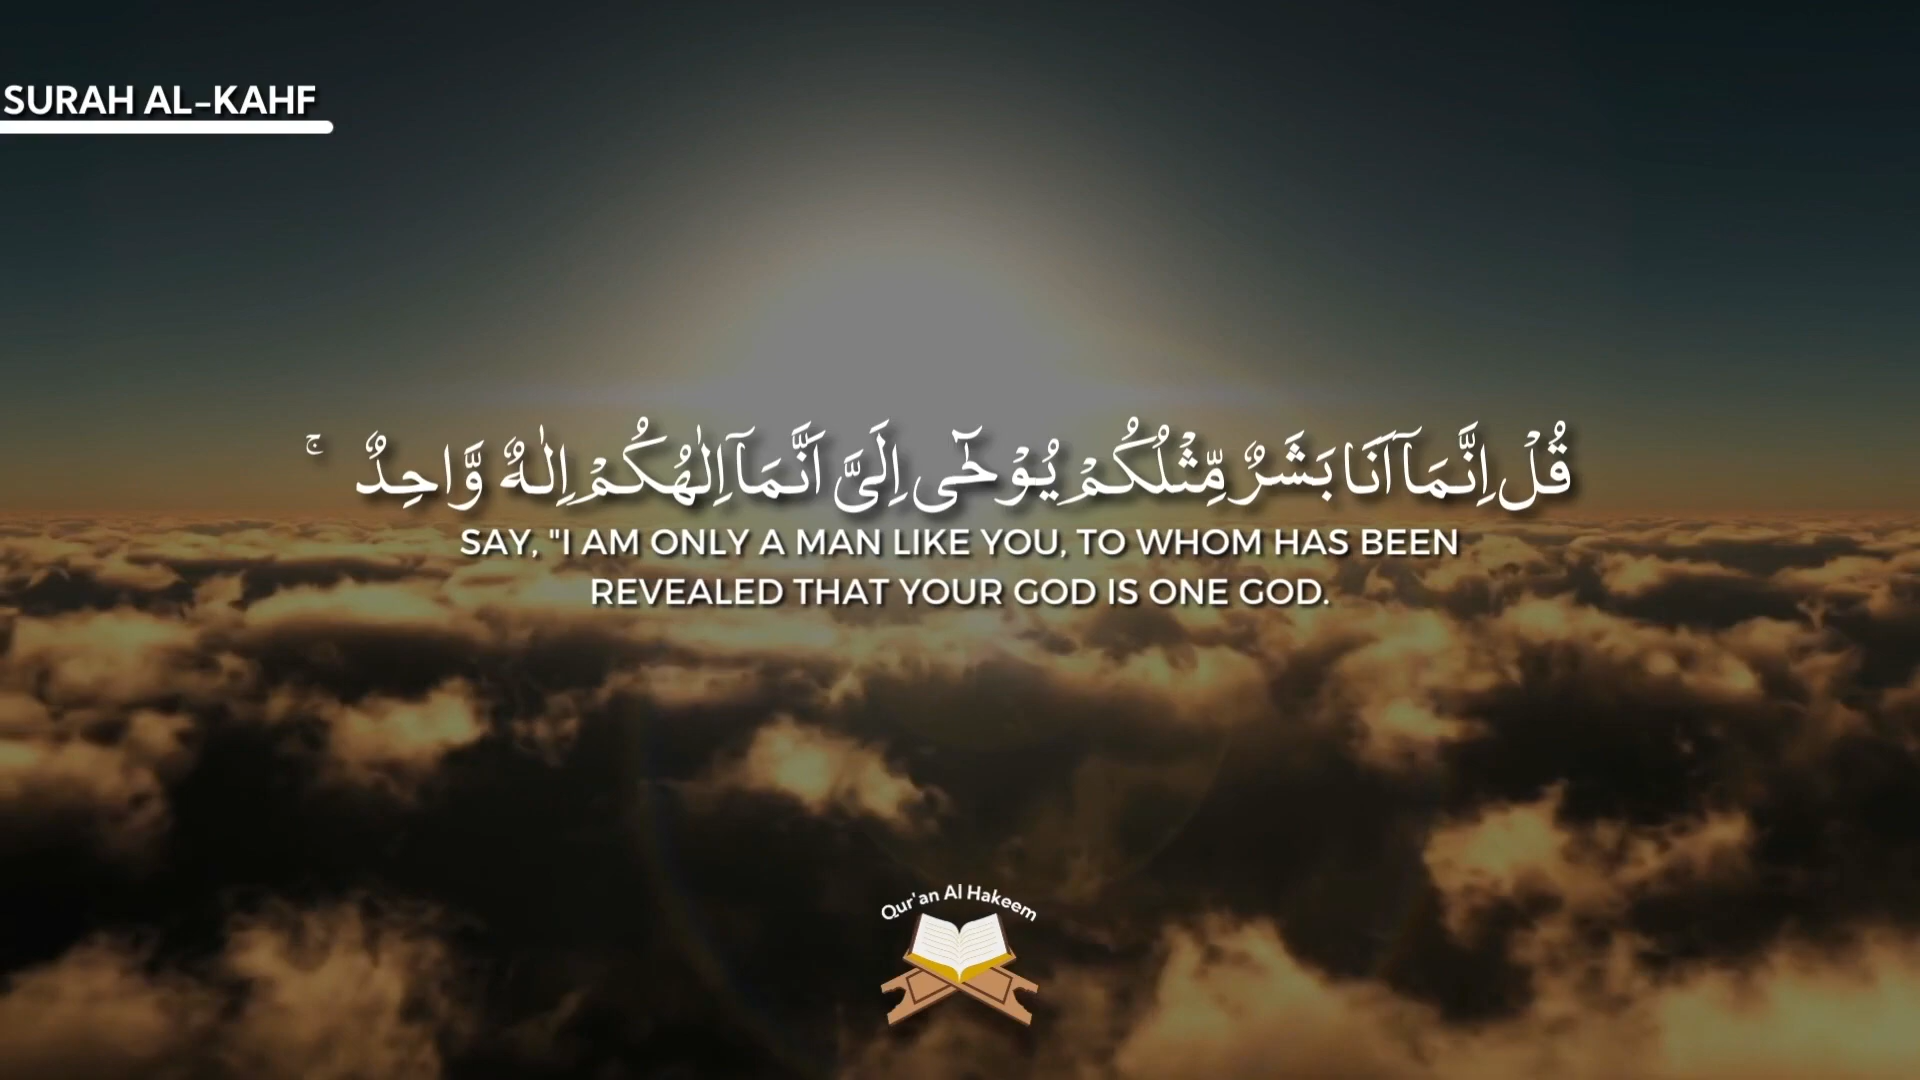 SURAH AL-KAHF
قُلْ اِنَّمَاۤ اَنَا بَشَرٌ مِّثْلُكُمْ يُوْحٰۤى اِلَيَّ اَنَّمَاۤ اِلٰهُكُمْ اِلٰهٌ وَّاحِدٌ ۚ
SAY, "I AM ONLY A MAN LIKE YOU, TO WHOM HAS BEEN
REVEALED THAT YOUR GOD IS ONE GOD.
Qur'an Al Hakeem